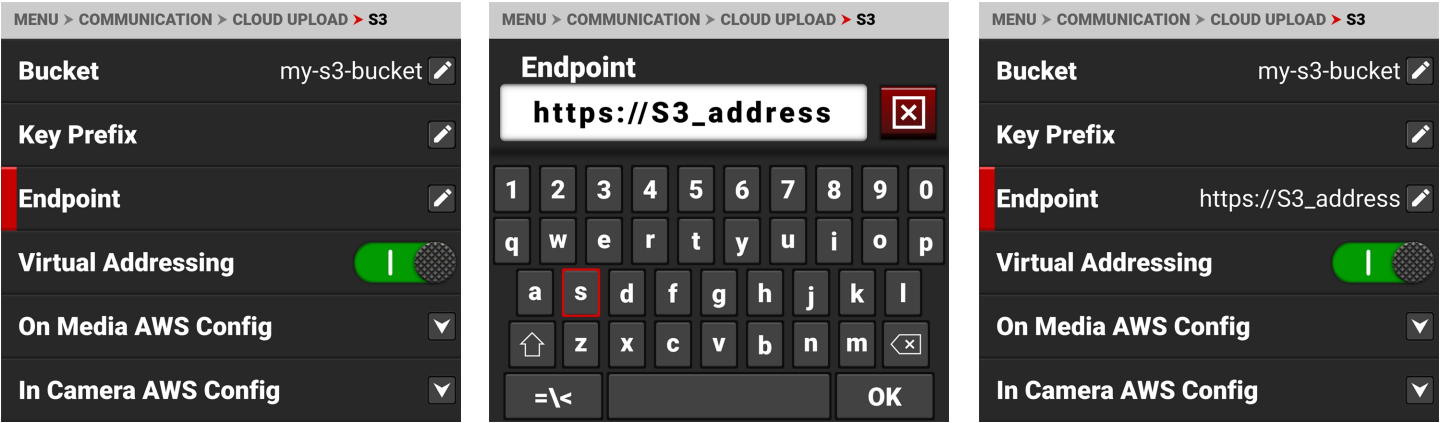 MENU > COMMUNICATION > CLOUD UPLOAD > S3
Bucket my-s3-bucket
Key Prefix
Endpoint
Virtual Addressing
On Media AWS Config
In Camera AWS Config
MENU > COMMUNICATION > CLOUD UPLOAD > S3
Endpoint
https://S3_address
1 2 3 4 5 6 7 8 9 0
q w e r t y u i o p
a s d f g h j k l
z x c v b n m
=\< OK
MENU > COMMUNICATION > CLOUD UPLOAD > S3
Bucket my-s3-bucket
Key Prefix
Endpoint https://S3_address
Virtual Addressing
On Media AWS Config
In Camera AWS Config